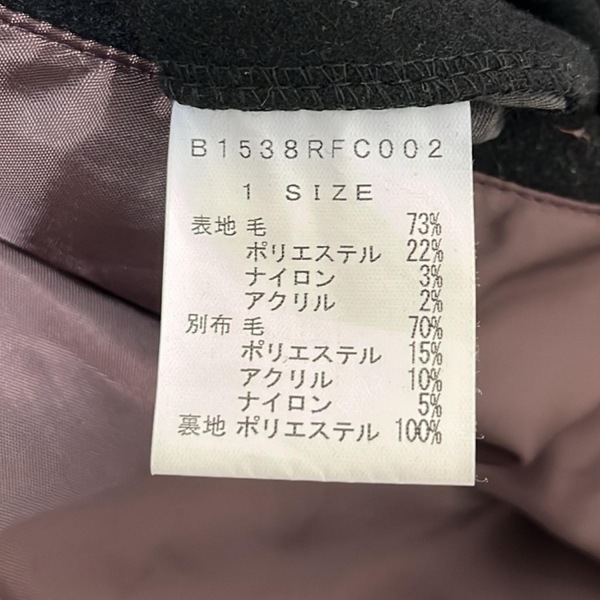 B1538RFC002
1 SIZE
表地 毛 73%
ポリエステル 22%
ナイロン 3%
アクリル 2%
別布 毛 70%
ポリエステル 15%
アクリル 10%
ナイロン 5%
裏地 ポリエステル 100%